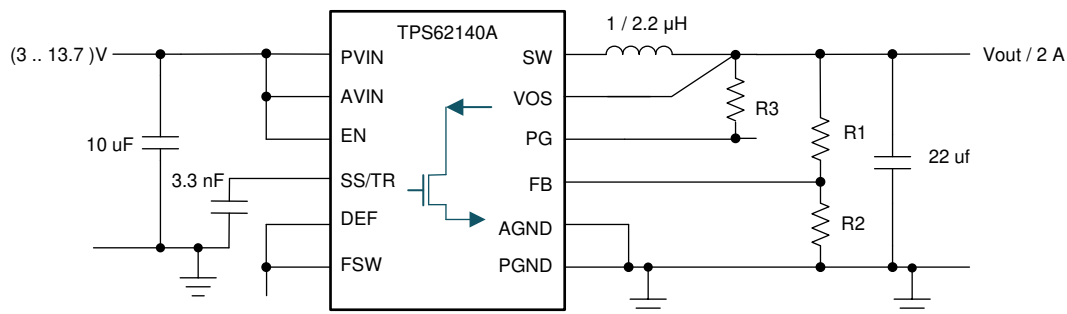 TPS62140A
1 / 2.2 µH
(3 .. 13.7 )V
PVIN
SW
Vout / 2 A
AVIN
VOS
R3
EN
PG
10 uF
R1
3.3 nF
SS/TR
FB
22 uf
DEF
AGND
R2
FSW
PGND